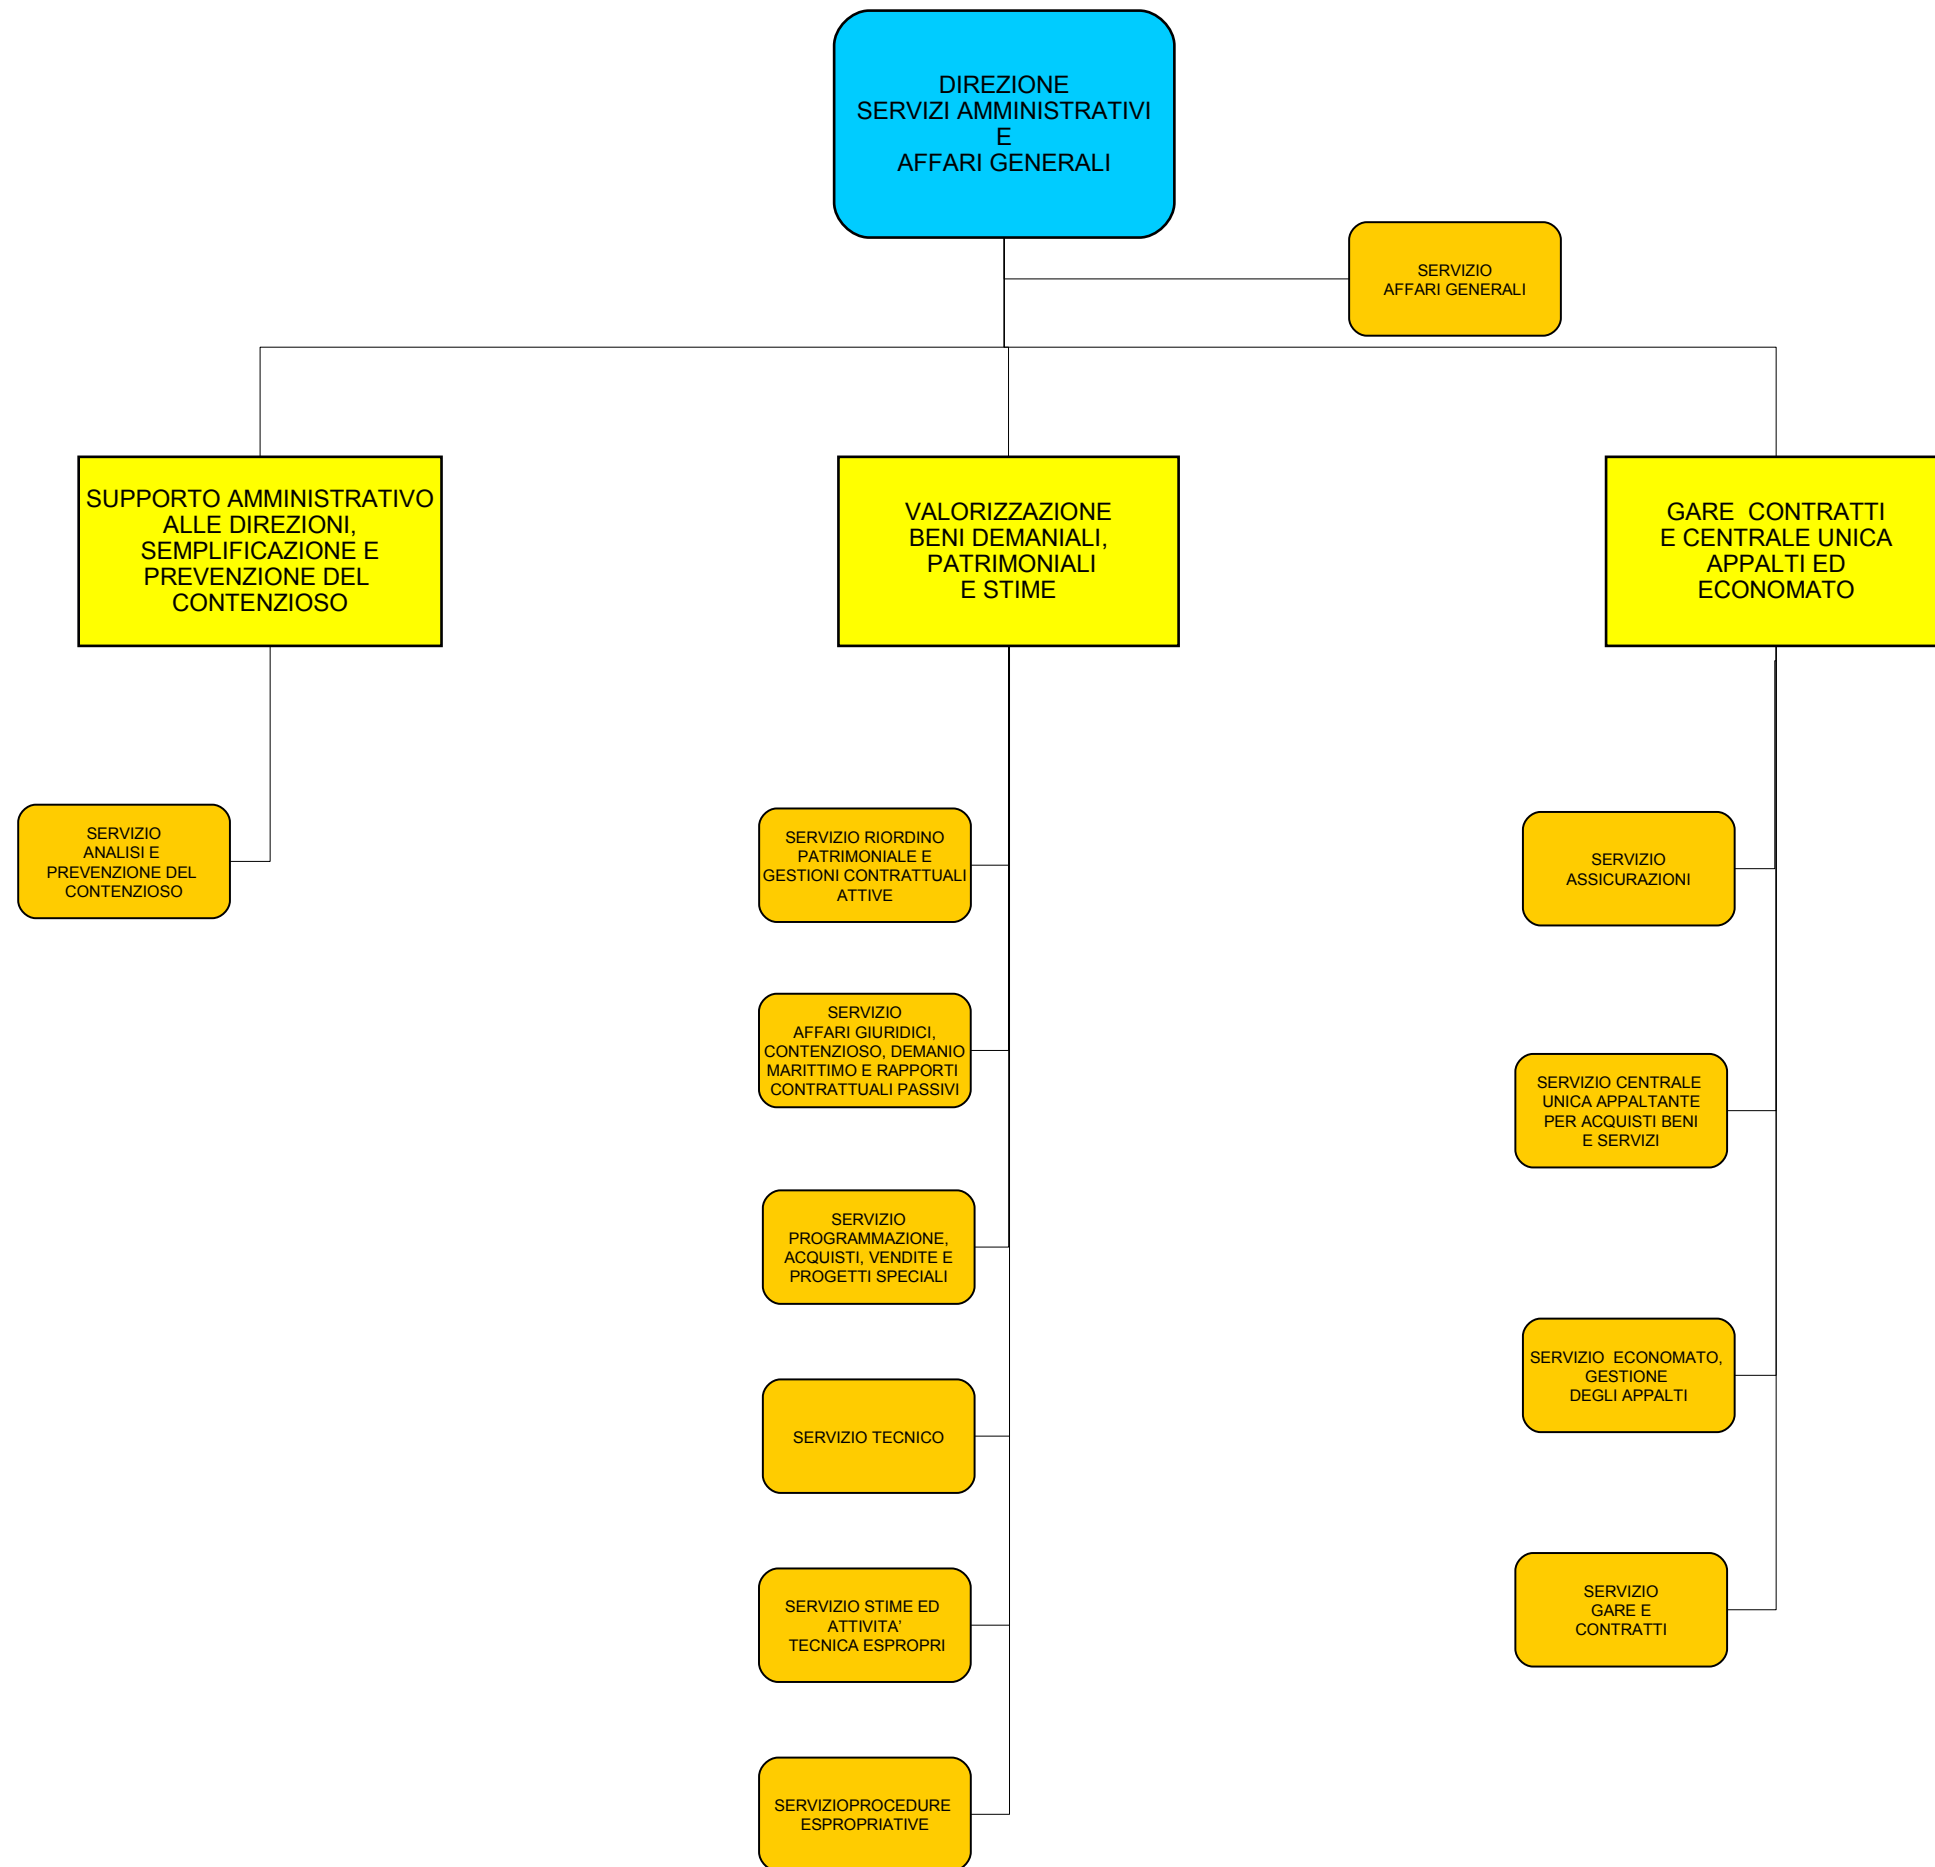 DIREZIONE
SERVIZI AMMINISTRATIVI
E
AFFARI GENERALI
SERVIZIO
AFFARI GENERALI
SUPPORTO AMMINISTRATIVO
ALLE DIREZIONI,
SEMPLIFICAZIONE E
PREVENZIONE DEL
CONTENZIOSO
VALORIZZAZIONE
BENI DEMANIALI,
PATRIMONIALI
E STIME
GARE  CONTRATTI
E CENTRALE UNICA
APPALTI ED
ECONOMATO
SERVIZIO
ANALISI E
PREVENZIONE DEL
CONTENZIOSO
SERVIZIO RIORDINO
PATRIMONIALE E
GESTIONI CONTRATTUALI
ATTIVE
SERVIZIO
AFFARI GIURIDICI,
CONTENZIOSO, DEMANIO
MARITTIMO E RAPPORTI
CONTRATTUALI PASSIVI
SERVIZIO
PROGRAMMAZIONE,
ACQUISTI, VENDITE E
PROGETTI SPECIALI
SERVIZIO TECNICO
SERVIZIO STIME ED
ATTIVITA’
TECNICA ESPROPRI
SERVIZIOPROCEDURE
ESPROPRIATIVE
SERVIZIO
ASSICURAZIONI
SERVIZIO CENTRALE
UNICA APPALTANTE
PER ACQUISTI BENI
E SERVIZI
SERVIZIO  ECONOMATO,
GESTIONE
DEGLI APPALTI
SERVIZIO
GARE E
CONTRATTI